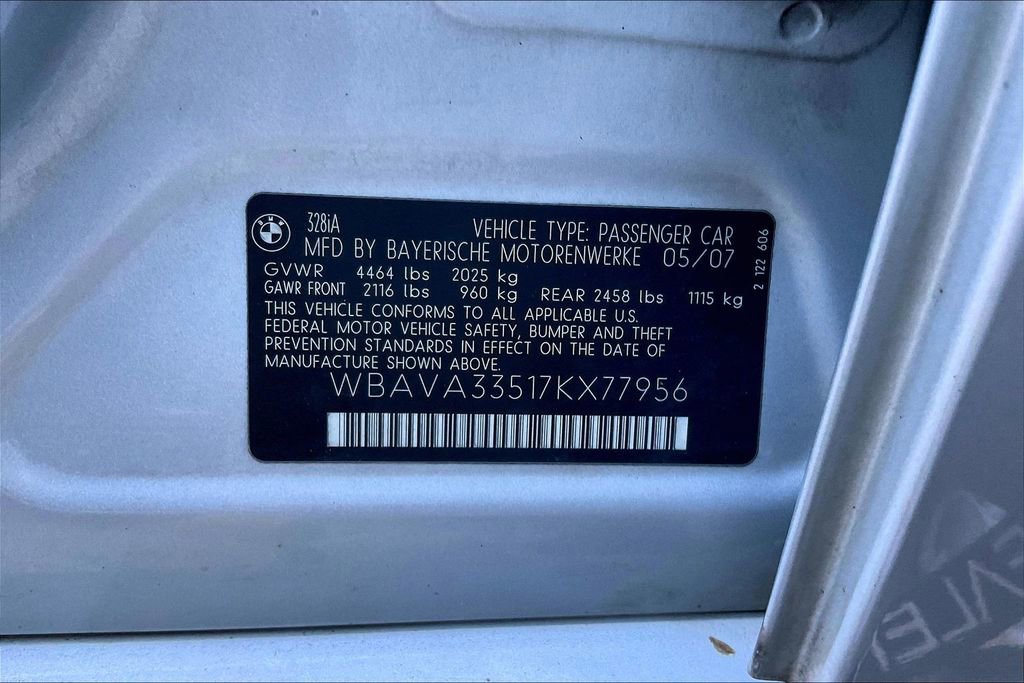 BMW
328iA
VEHICLE TYPE: PASSENGER CAR
MFD BY BAYERISCHE MOTORENWERKE 05/07
GVWR 4464 lbs 2025 kg
GAWR FRONT 2116 lbs 960 kg REAR 2458 lbs 1115 kg
THIS VEHICLE CONFORMS TO ALL APPLICABLE U.S.
FEDERAL MOTOR VEHICLE SAFETY, BUMPER AND THEFT
PREVENTION STANDARDS IN EFFECT ON THE DATE OF
MANUFACTURE SHOWN ABOVE.
WBAVA33517KX77956
2 122 606